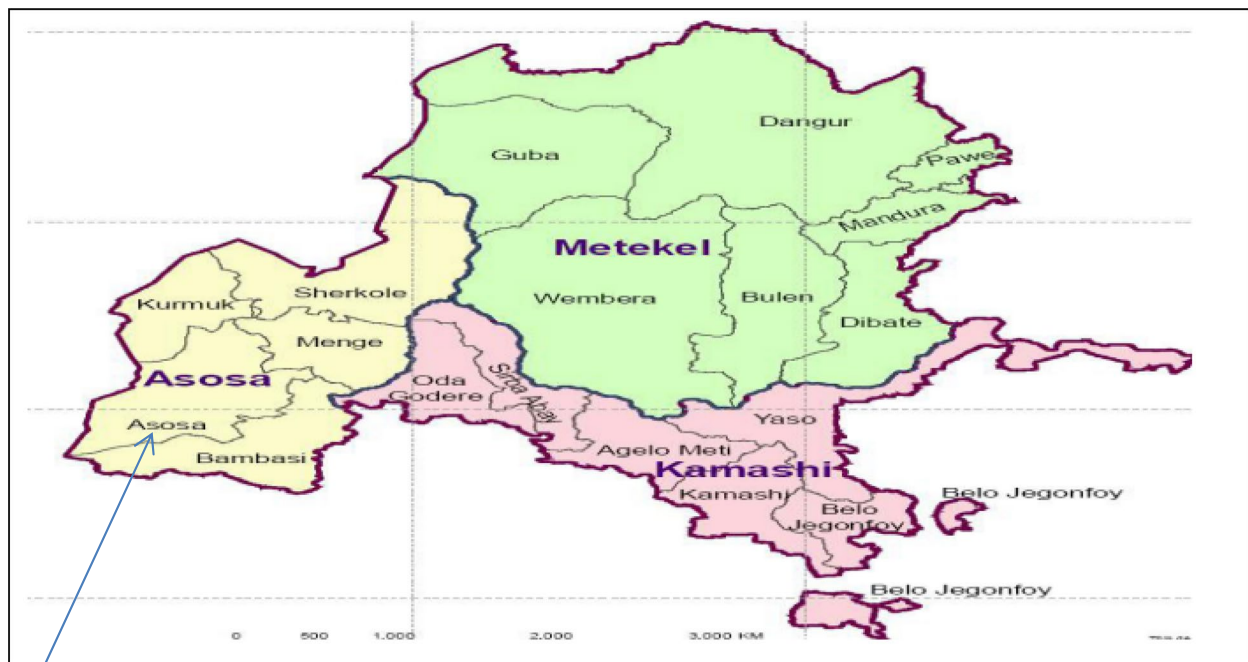 Dangur
Guba
Pawe
Mandura
Metekel
Sherkole
Kurmuk
Wembera
Bulen
Dibate
Menge
Asosa
Oda
Godere
Sirba Abay
Yaso
Asosa
Bambasi
Agelo Meti
Kamashi
Kamashi
Belo Jegonfoy
Belo
Jegonfoy
Belo Jegonfoy
0 500 1.000 2.000 3.000 KM